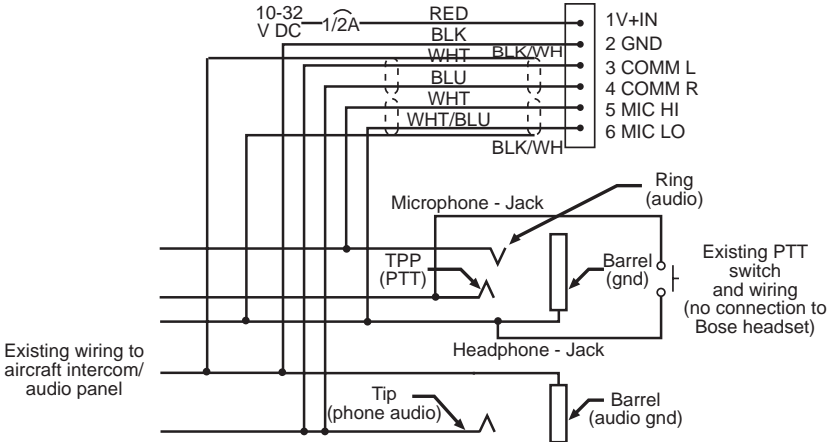 10-32
V DC
1/2A
RED
BLK
BLK/WH
WHT
BLU
WHT
WHT/BLU
BLK/WH
1V+IN
2 GND
3 COMM L
4 COMM R
5 MIC HI
6 MIC LO
Microphone - Jack
Ring
(audio)
TPP
(PTT)
Barrel
(gnd)
Existing PTT
switch
and wiring
(no connection to
Bose headset)
Headphone - Jack
Existing wiring to
aircraft intercom/
audio panel
Tip
(phone audio)
Barrel
(audio gnd)